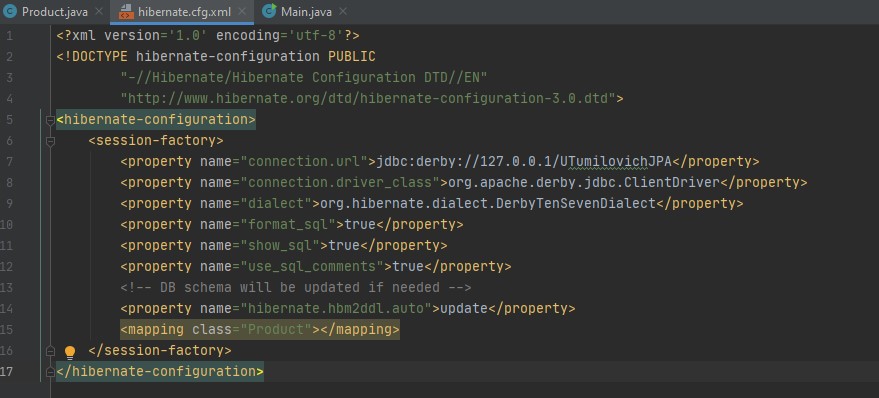 Product.java × hibernate.cfg.xml × Main.java ×
1 <?xml version='1.0' encoding='utf-8'?>
2 <!DOCTYPE hibernate-configuration PUBLIC
3 "-//Hibernate/Hibernate Configuration DTD//EN"
4 "http://www.hibernate.org/dtd/hibernate-configuration-3.0.dtd">
5 <hibernate-configuration>
6 <session-factory>
7 <property name="connection.url">jdbc:derby://127.0.0.1/UTumilovichJPA</property>
8 <property name="connection.driver_class">org.apache.derby.jdbc.ClientDriver</property>
9 <property name="dialect">org.hibernate.dialect.DerbyTenSevenDialect</property>
10 <property name="format_sql">true</property>
11 <property name="show_sql">true</property>
12 <property name="use_sql_comments">true</property>
13 <!-- DB schema will be updated if needed -->
14 <property name="hibernate.hbm2ddl.auto">update</property>
15 <mapping class="Product"></mapping>
16 </session-factory>
17 </hibernate-configuration>